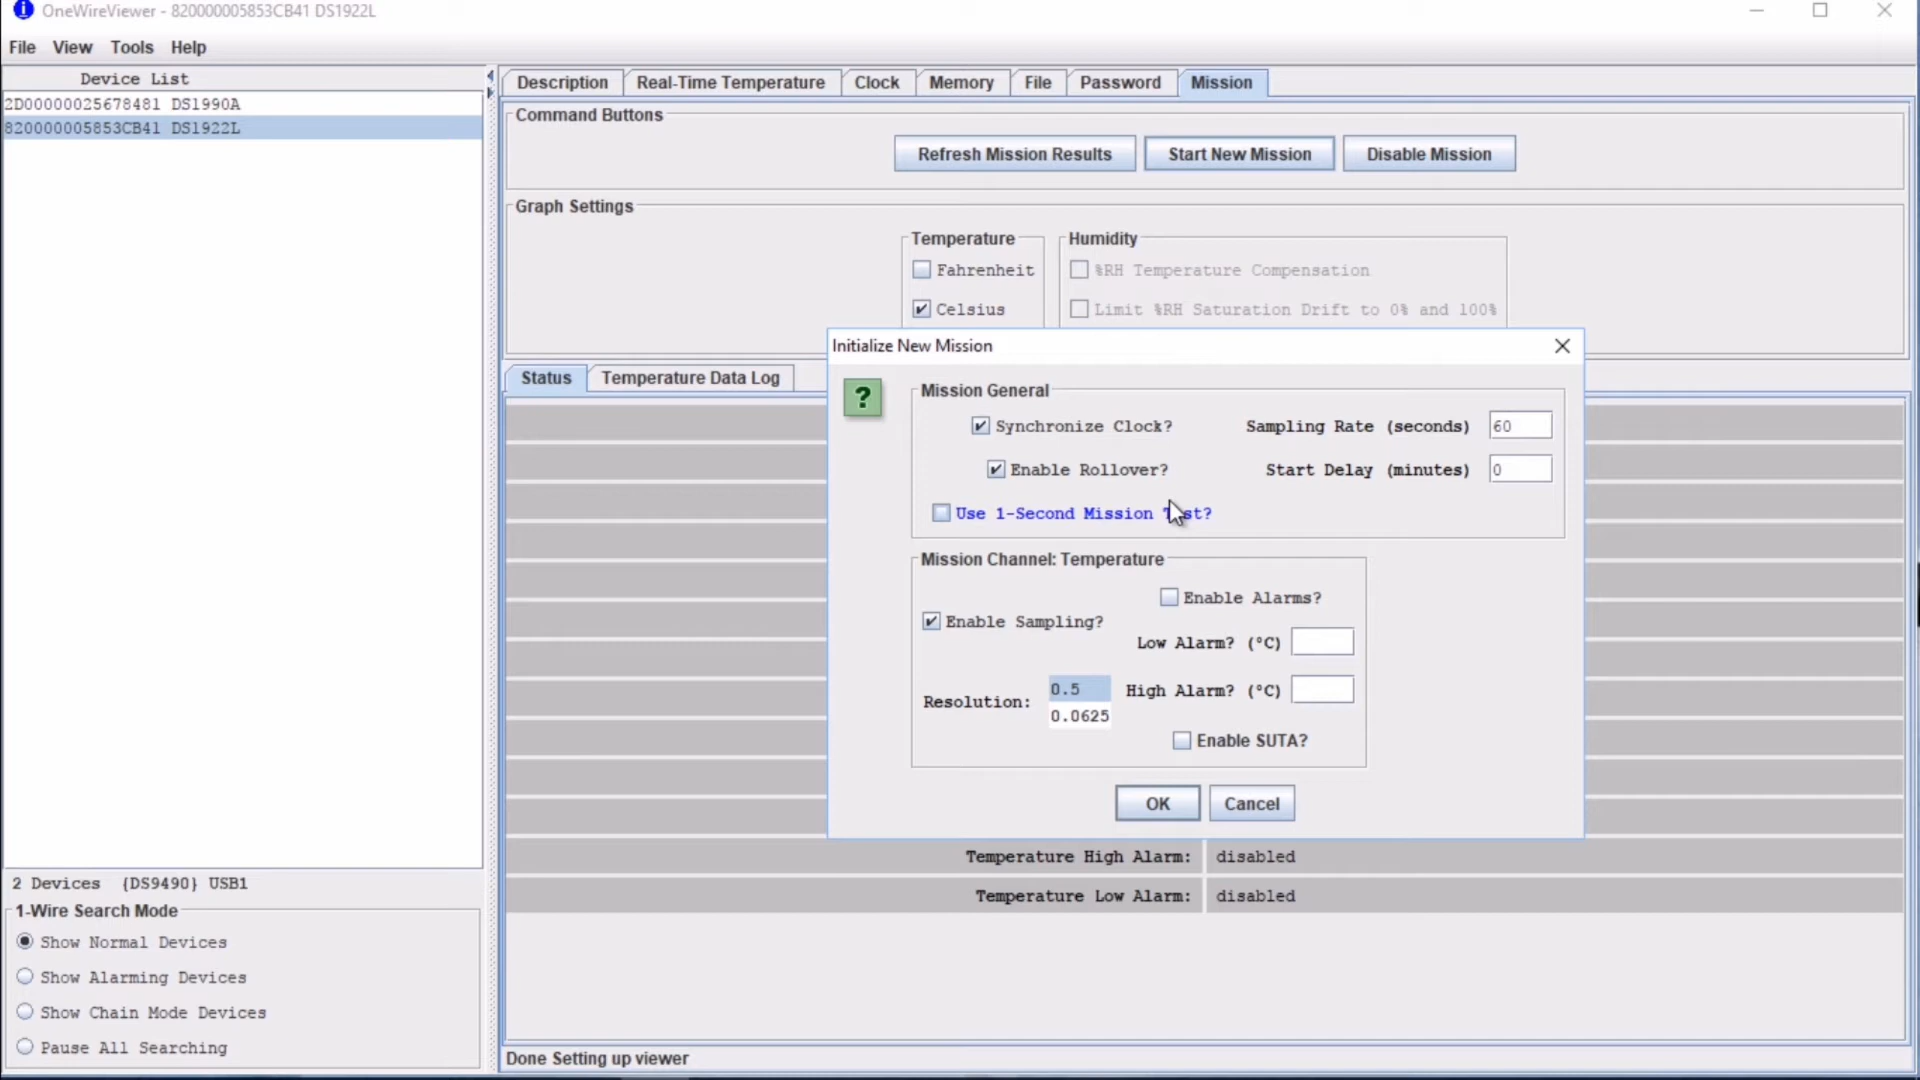 OneWireViewer - 820000005853CB41 DS1922L
File View Tools Help
Device List
2D00000025678481 DS1990A
820000005853CB41 DS1922L
2 Devices {DS9490} USB1
1-Wire Search Mode
Show Normal Devices
Show Alarming Devices
Show Chain Mode Devices
Pause All Searching
Description Real-Time Temperature Clock Memory File Password Mission
Command Buttons
Refresh Mission Results Start New Mission Disable Mission
Graph Settings
Temperature
Fahrenheit
Celsius
Humidity
%RH Temperature Compensation
Limit %RH Saturation Drift to 0% and 100%
Status Temperature Data Log
Initialize New Mission
?
Mission General
Synchronize Clock? Sampling Rate (seconds) 60
Enable Rollover? Start Delay (minutes) 0
Use 1-Second Mission Test?
Mission Channel: Temperature
Enable Alarms?
Enable Sampling?
Low Alarm? (°C)
Resolution: 0.5
0.0625
High Alarm? (°C)
Enable SUTA?
OK Cancel
Temperature High Alarm: disabled
Temperature Low Alarm: disabled
Done Setting up viewer